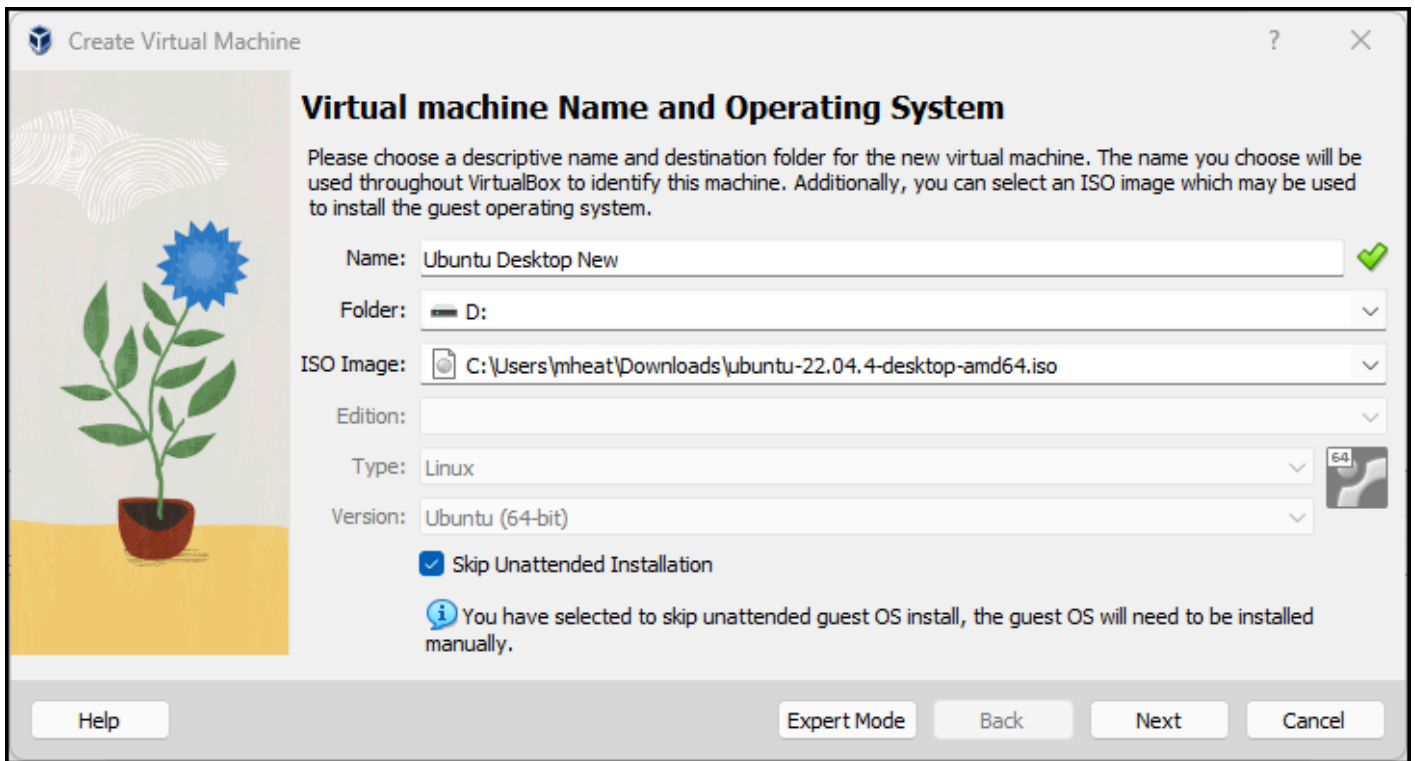 Create Virtual Machine
?
Virtual machine Name and Operating System
Please choose a descriptive name and destination folder for the new virtual machine. The name you choose will be
used throughout VirtualBox to identify this machine. Additionally, you can select an ISO image which may be used
to install the guest operating system.
Name: Ubuntu Desktop New
Folder: D:
ISO Image: C:\Users\mheat\Downloads\ubuntu-22.04.4-desktop-amd64.iso
Edition:
Type: Linux
64
Version: Ubuntu (64-bit)
Skip Unattended Installation
You have selected to skip unattended guest OS install, the guest OS will need to be installed
manually.
Help Expert Mode Back Next Cancel